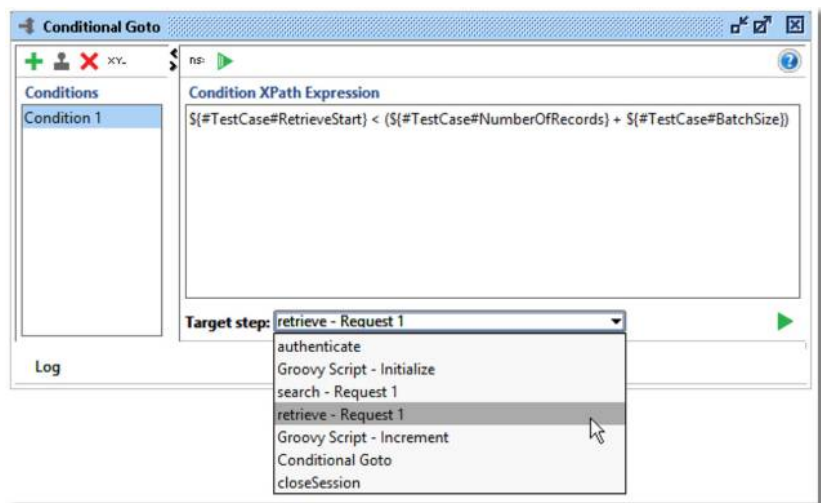 Conditional Goto
XY_
ns:
Conditions
Condition XPath Expression
Condition 1
${#TestCase#RetrieveStart} < (${#TestCase#NumberOfRecords} + ${#TestCase#BatchSize})
Target step: retrieve - Request 1
authenticate
Groovy Script - Initialize
search - Request 1
retrieve - Request 1
Groovy Script - Increment
Conditional Goto
closeSession
Log